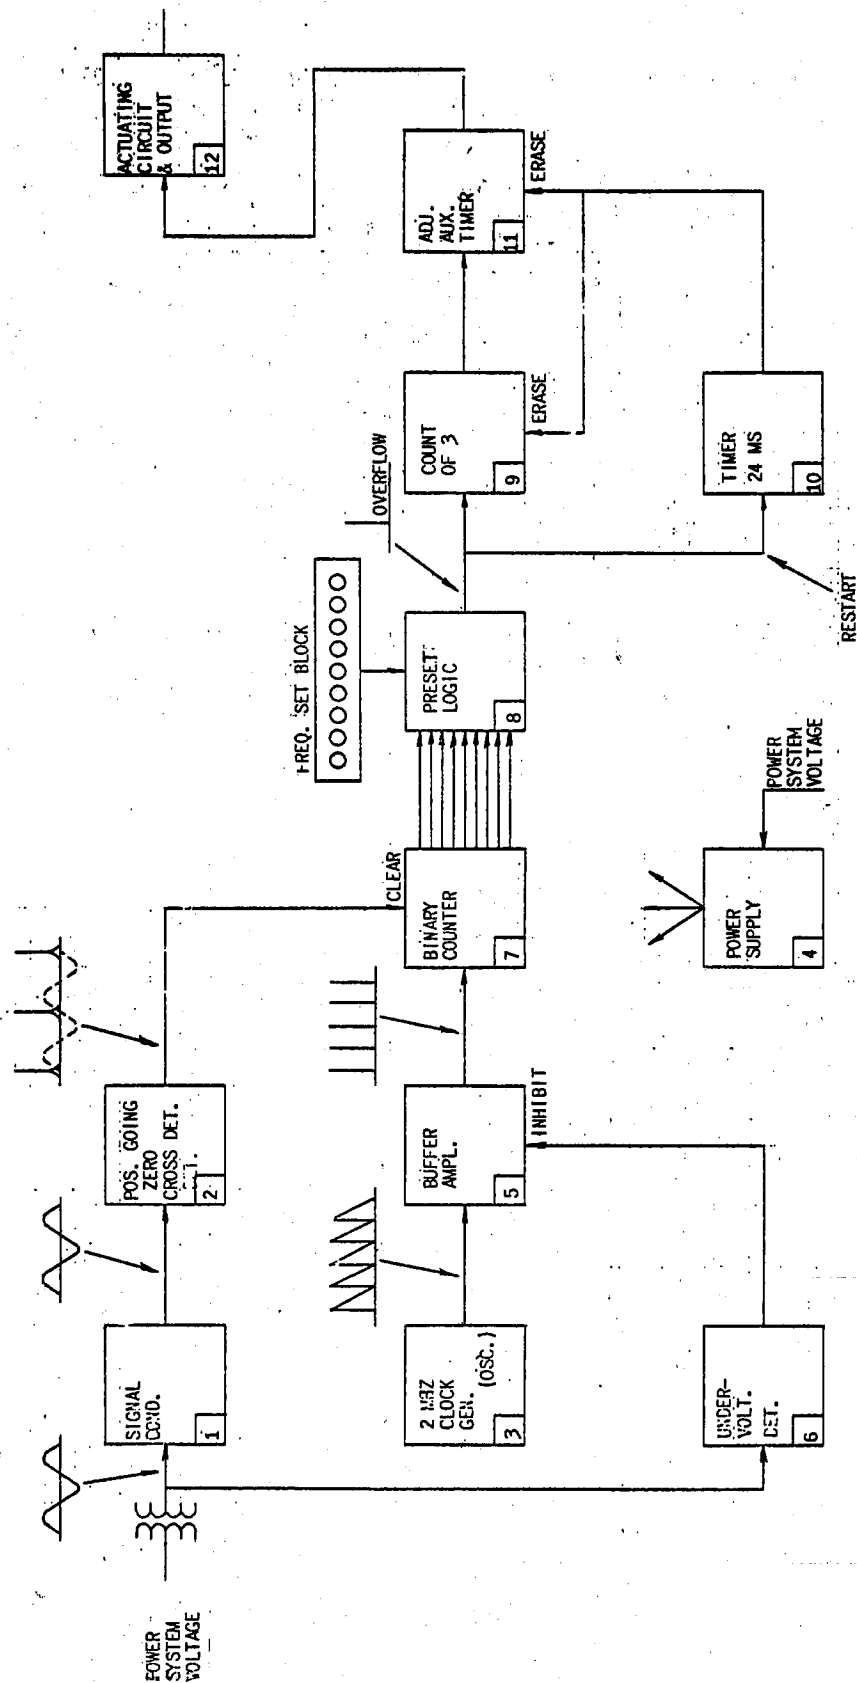 POWER
SYSTEM
VOLTAGE
SIGNAL
COND.
1
POS. GOING
ZERO
CROSS DET.
2
2 MHZ
CLOCK
GEN.
(OSC.)
3
BUFFER
AMPL.
5
INHIBIT
UNDER-
VOLT.
DET.
6
CLEAR
BINARY
COUNTER
7
POWER
SUPPLY
4
POWER
SYSTEM
VOLTAGE
FREQ. SET BLOCK
PRESET
LOGIC
8
OVERFLOW
RESTART
COUNT
OF 3
9
ERASE
TIMER
24 MS
10
ADJ.
AUX.
TIMER
11
ERASE
ACTUATING
CIRCUIT
& OUTPUT
12